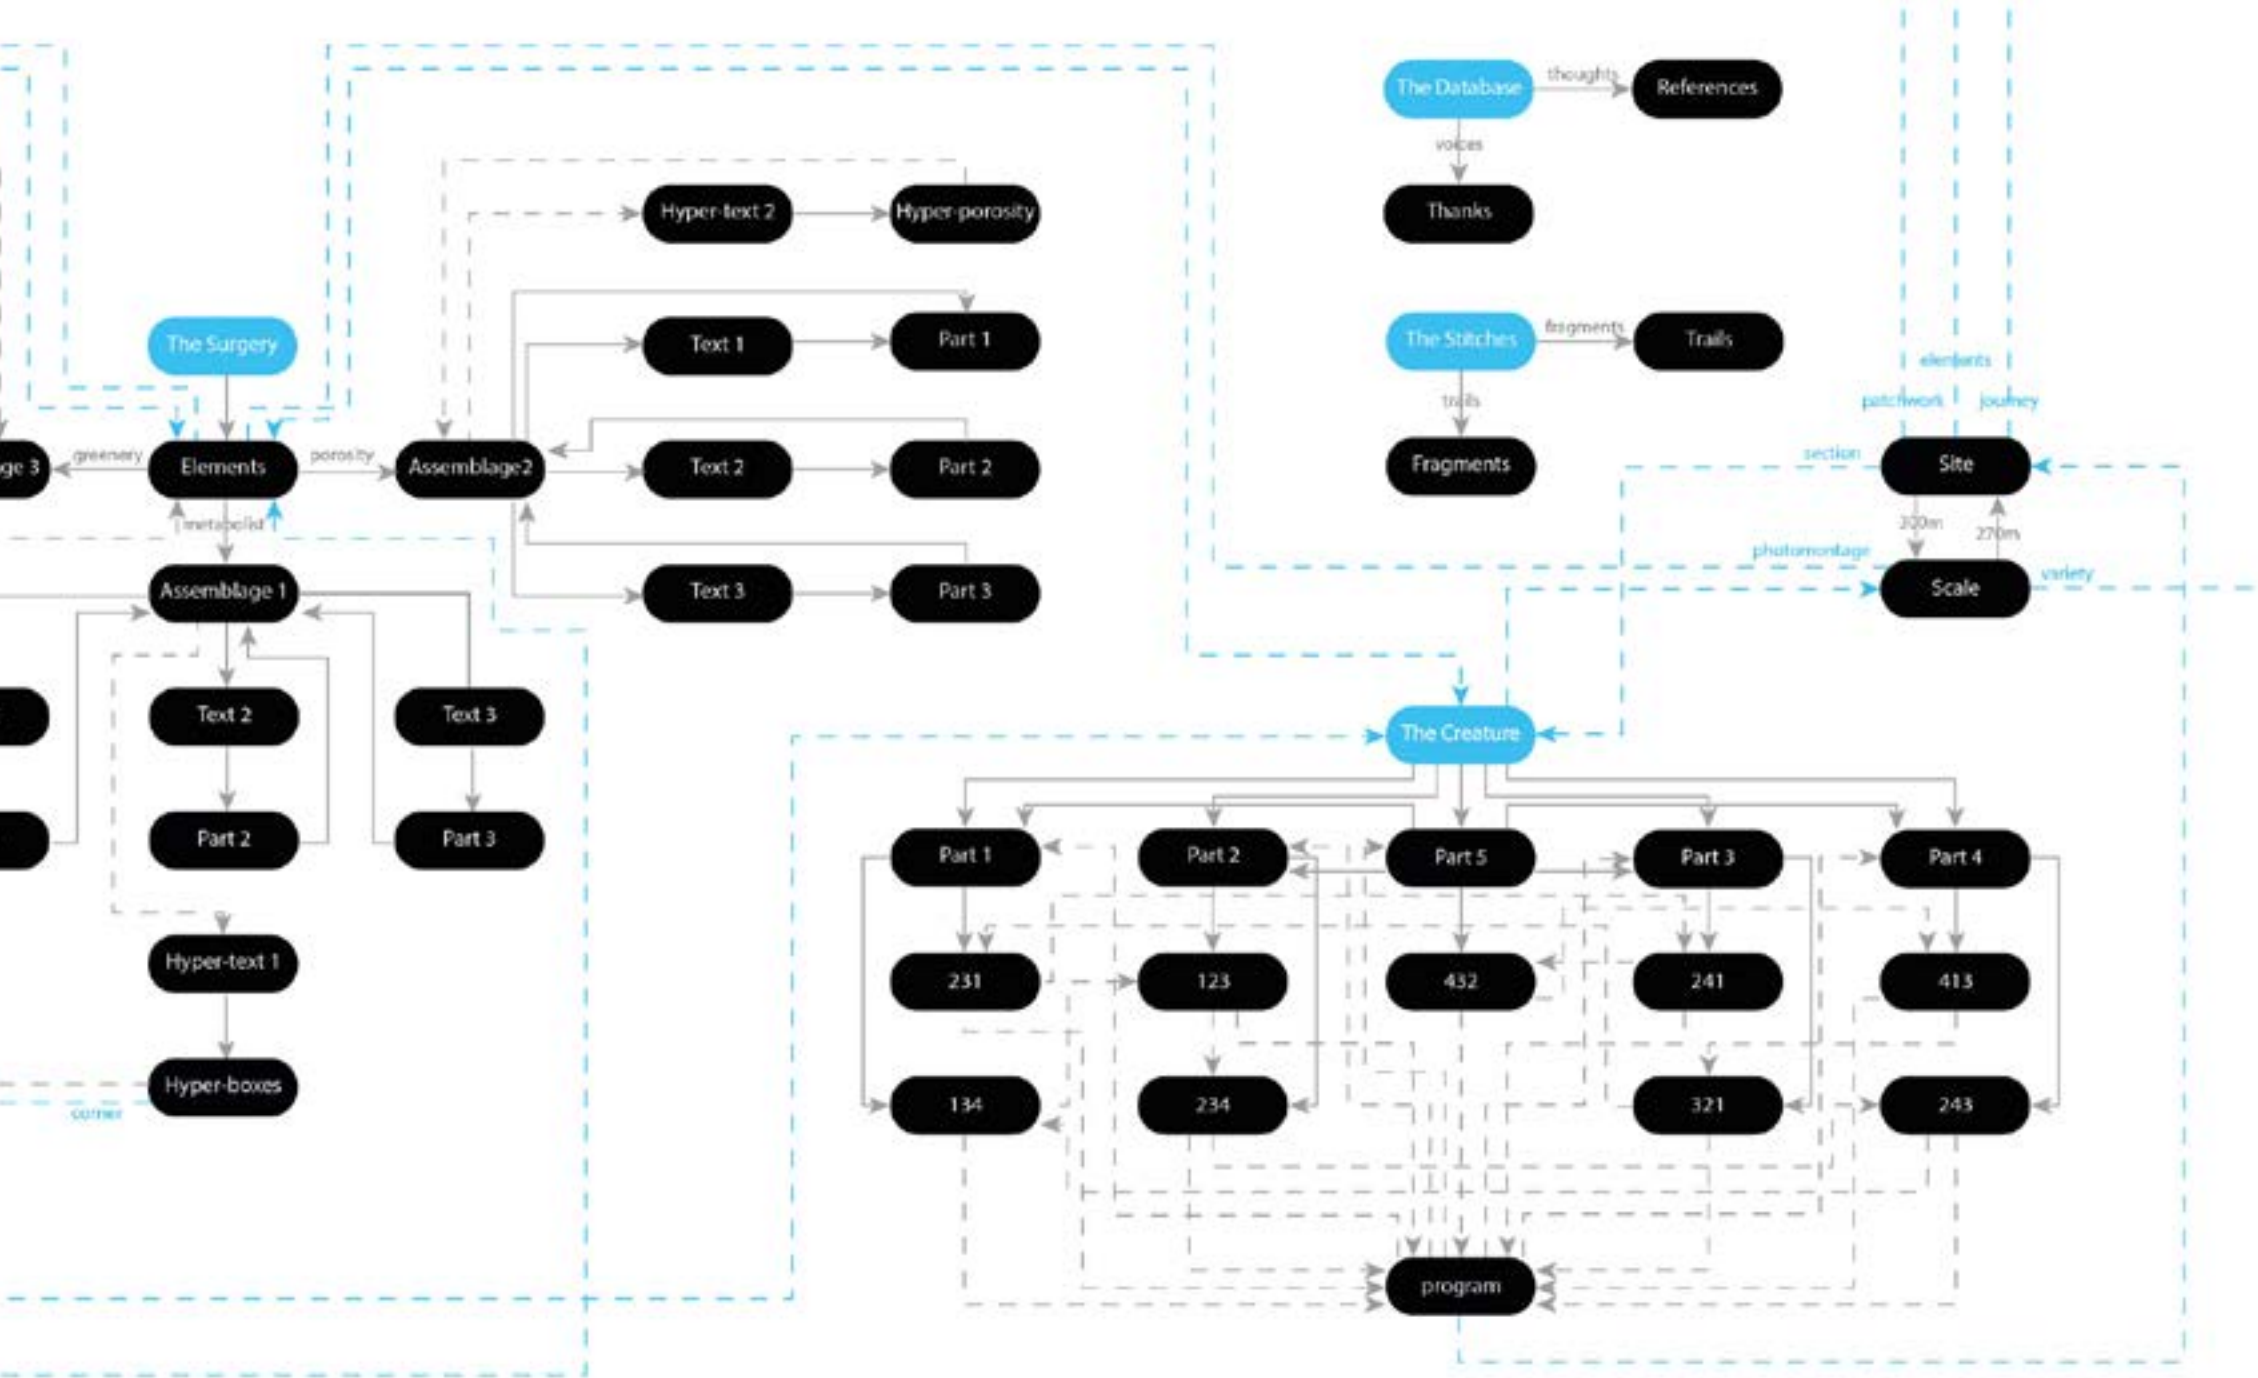 The Database
thoughts
References
voices
Thanks
Hyper-text 2
Hyper-porosity
The Surgery
Text 1
Part 1
The Stitches
fragments
Trails
trails
Fragments
elements
patchwork
journey
ge 3
greenery
Elements
porosity
Assemblage2
Text 2
Part 2
section
Site
metabolist
300m
270m
photomontage
Assemblage 1
Text 3
Part 3
Scale
variety
Text 2
Text 3
The Creature
Part 2
Part 3
Part 1
Part 2
Part 5
Part 3
Part 4
Hyper-text 1
231
123
432
241
413
Hyper-boxes
corner
134
234
321
243
program